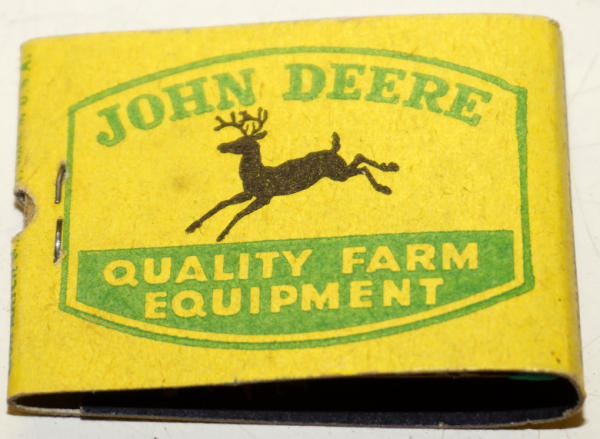 JOHN DEERE
QUALITY FARM
EQUIPMENT